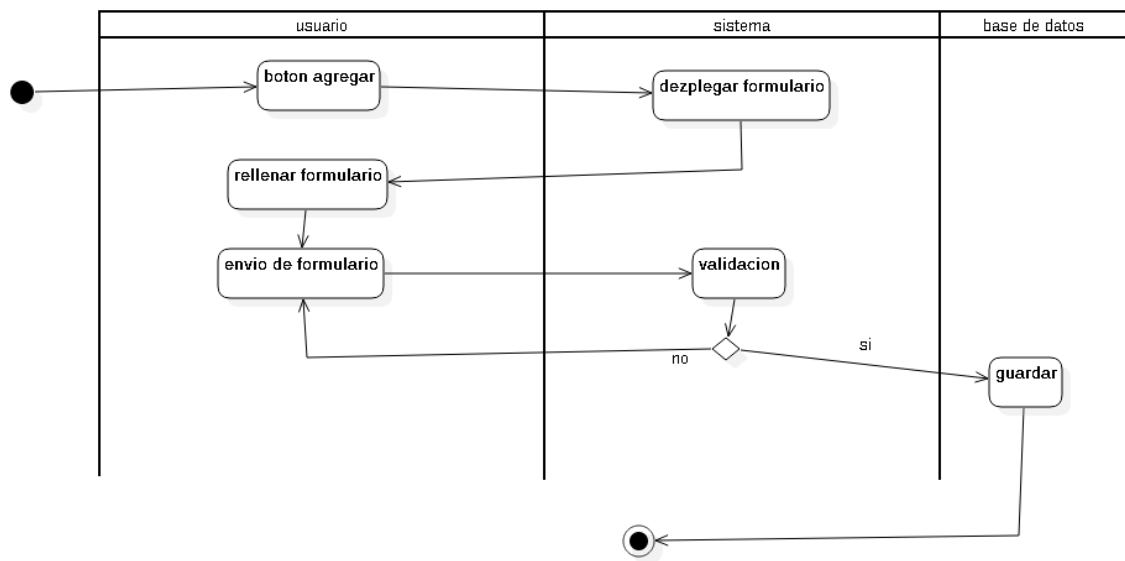 usuario
sistema
base de datos
boton agregar
dezplegar formulario
rellenar formulario
envio de formulario
validacion
no
si
guardar